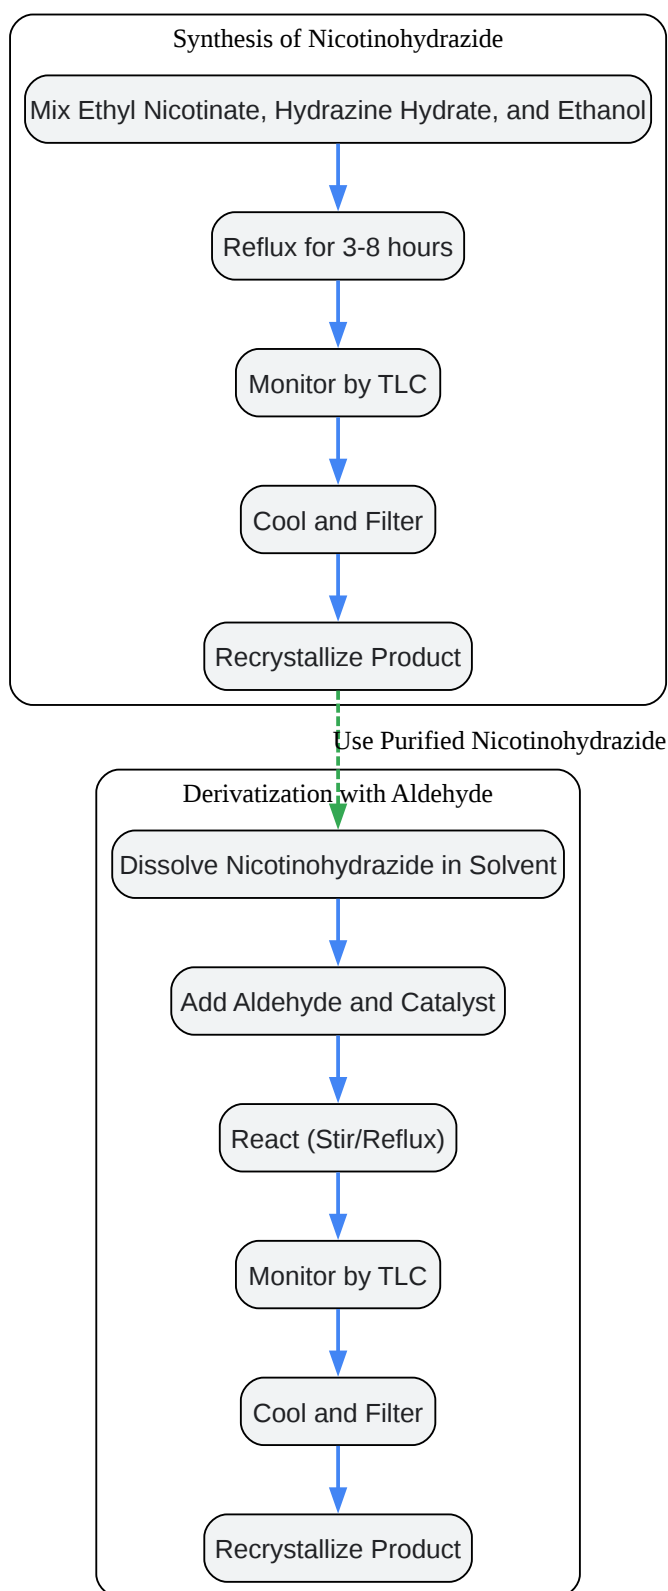 Synthesis of Nicotinohydrazide
Mix Ethyl Nicotinate, Hydrazine Hydrate, and Ethanol
Reflux for 3-8 hours
Monitor by TLC
Cool and Filter
Recrystallize Product
Use Purified Nicotinohydrazide
Derivatization with Aldehyde
Dissolve Nicotinohydrazide in Solvent
Add Aldehyde and Catalyst
React (Stir/Reflux)
Monitor by TLC
Cool and Filter
Recrystallize Product